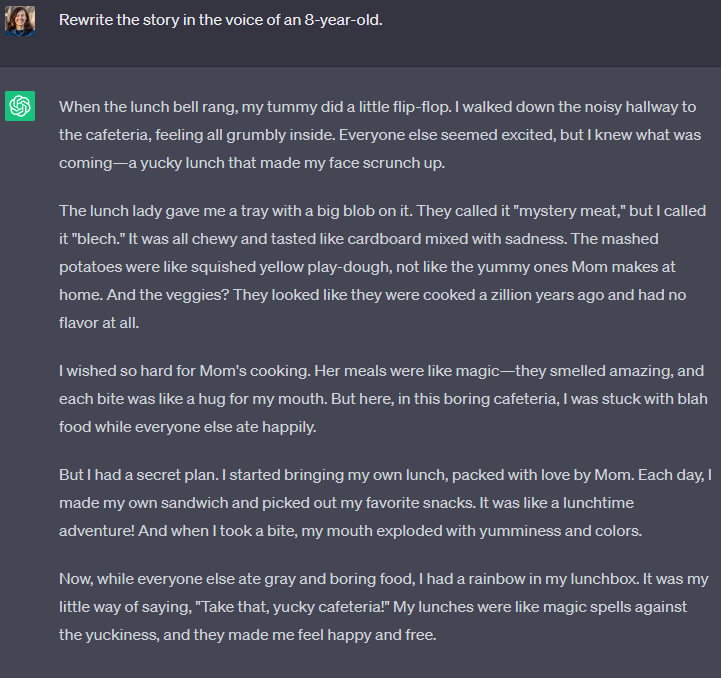 Rewrite the story in the voice of an 8-year-old.
When the lunch bell rang, my tummy did a little flip-flop. I walked down the noisy hallway to
the cafeteria, feeling all grumbly inside. Everyone else seemed excited, but I knew what was
coming—a yucky lunch that made my face scrunch up.
The lunch lady gave me a tray with a big blob on it. They called it "mystery meat," but I called
it "blech." It was all chewy and tasted like cardboard mixed with sadness. The mashed
potatoes were like squished yellow play-dough, not like the yummy ones Mom makes at
home. And the veggies? They looked like they were cooked a zillion years ago and had no
flavor at all.
I wished so hard for Mom's cooking. Her meals were like magic—they smelled amazing, and
each bite was like a hug for my mouth. But here, in this boring cafeteria, I was stuck with blah
food while everyone else ate happily.
But I had a secret plan. I started bringing my own lunch, packed with love by Mom. Each day, I
made my own sandwich and picked out my favorite snacks. It was like a lunchtime
adventure! And when I took a bite, my mouth exploded with yumminess and colors.
Now, while everyone else ate gray and boring food, I had a rainbow in my lunchbox. It was my
little way of saying, "Take that, yucky cafeteria!" My lunches were like magic spells against
the yuckiness, and they made me feel happy and free.